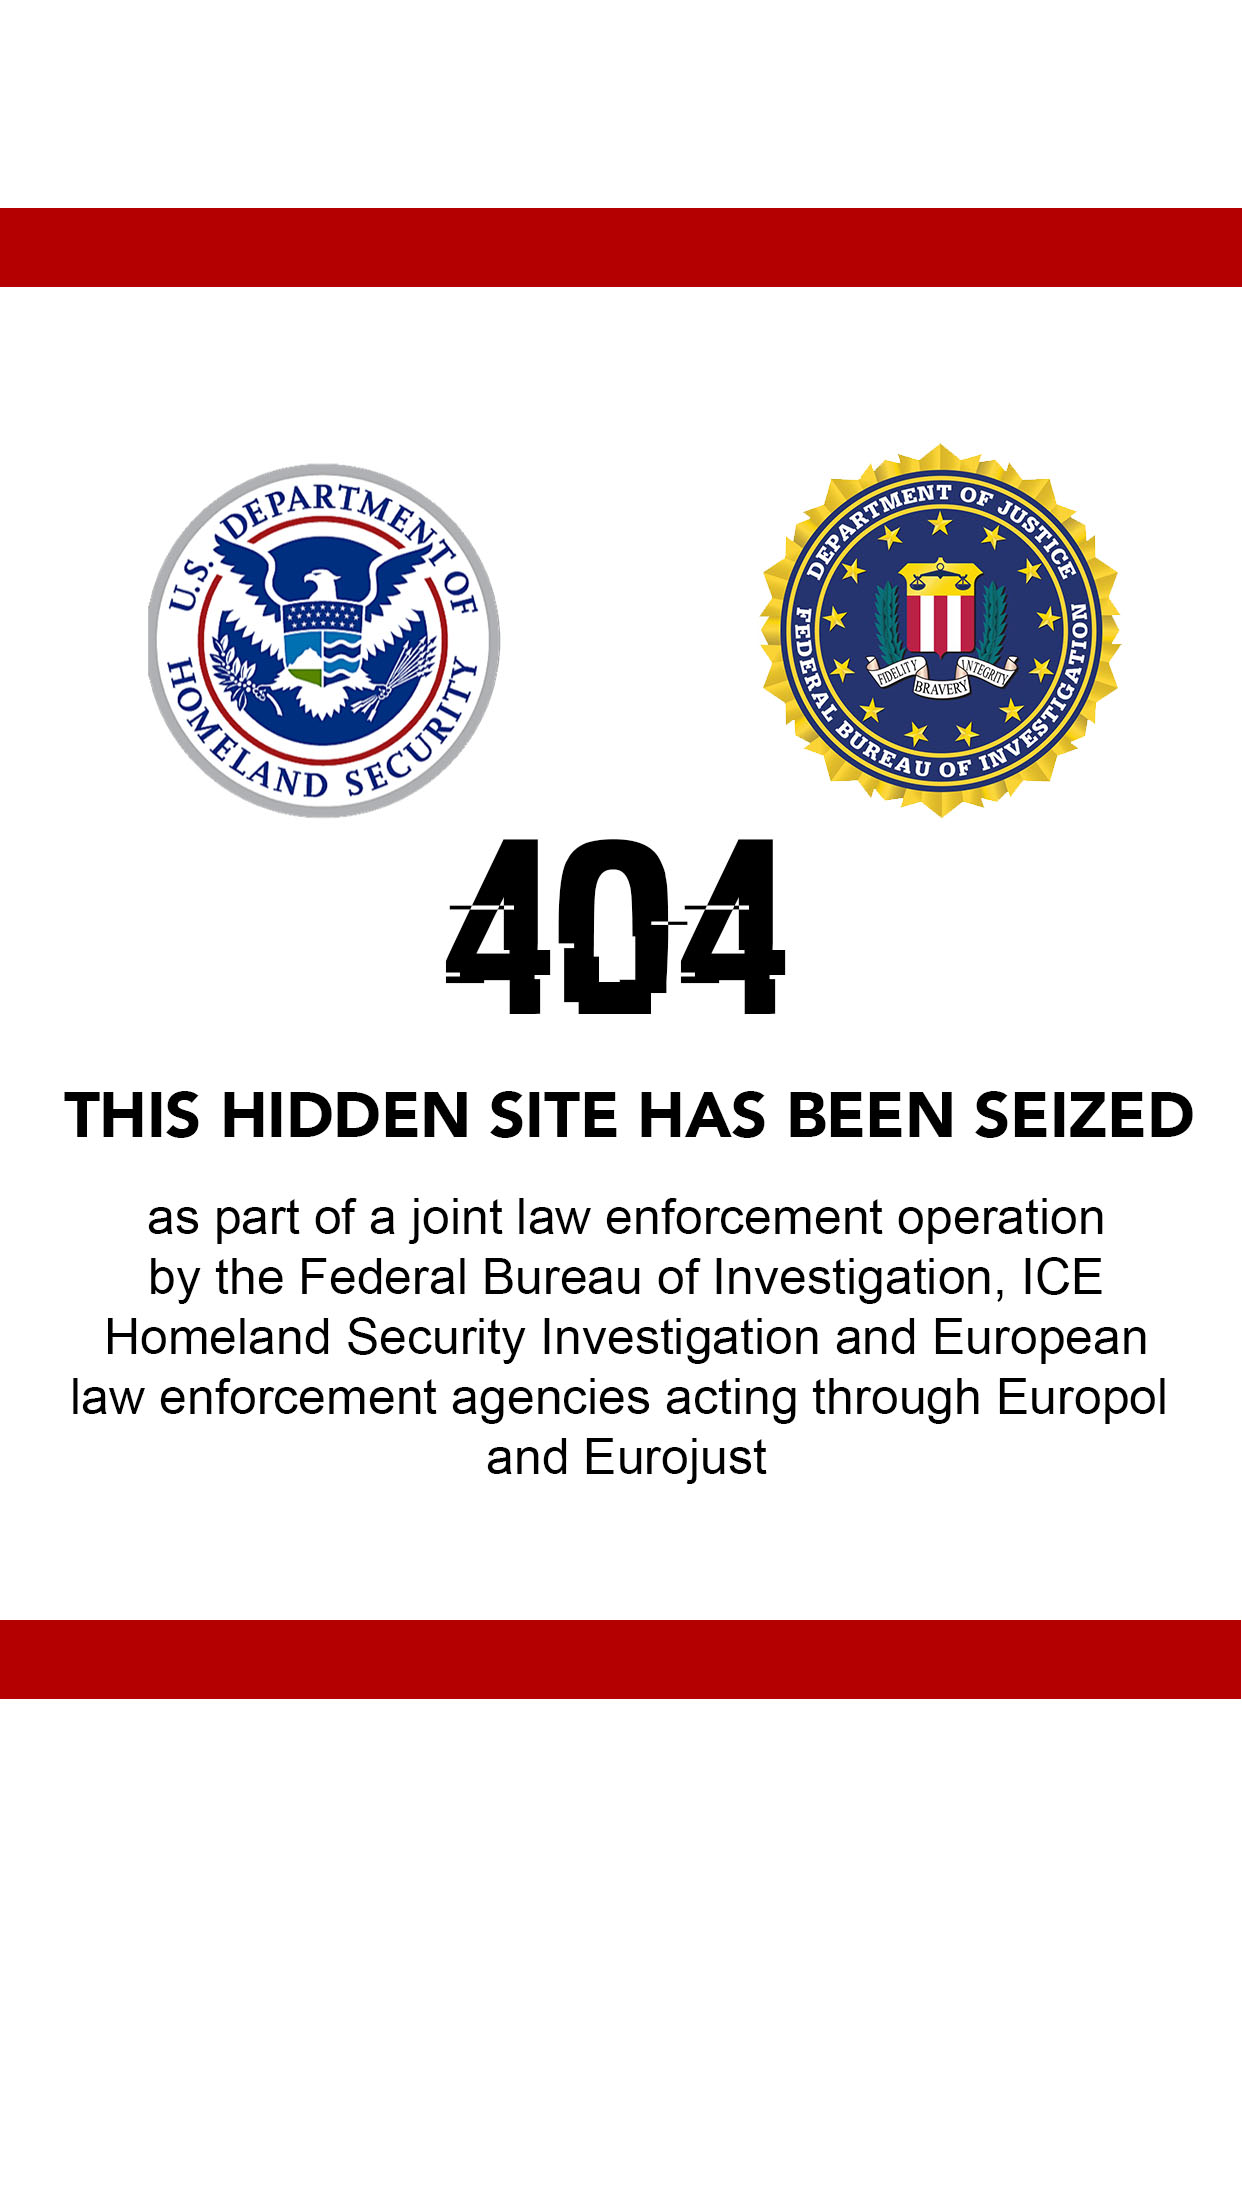 U.S. DEPARTMENT OF
HOMELAND SECURITY
DEPARTMENT OF JUSTICE
FEDERAL BUREAU OF INVESTIGATION
FIDELITY
BRAVERY
INTEGRITY
404
THIS HIDDEN SITE HAS BEEN SEIZED
as part of a joint law enforcement operation
by the Federal Bureau of Investigation, ICE
Homeland Security Investigation and European
law enforcement agencies acting through Europol
and Eurojust